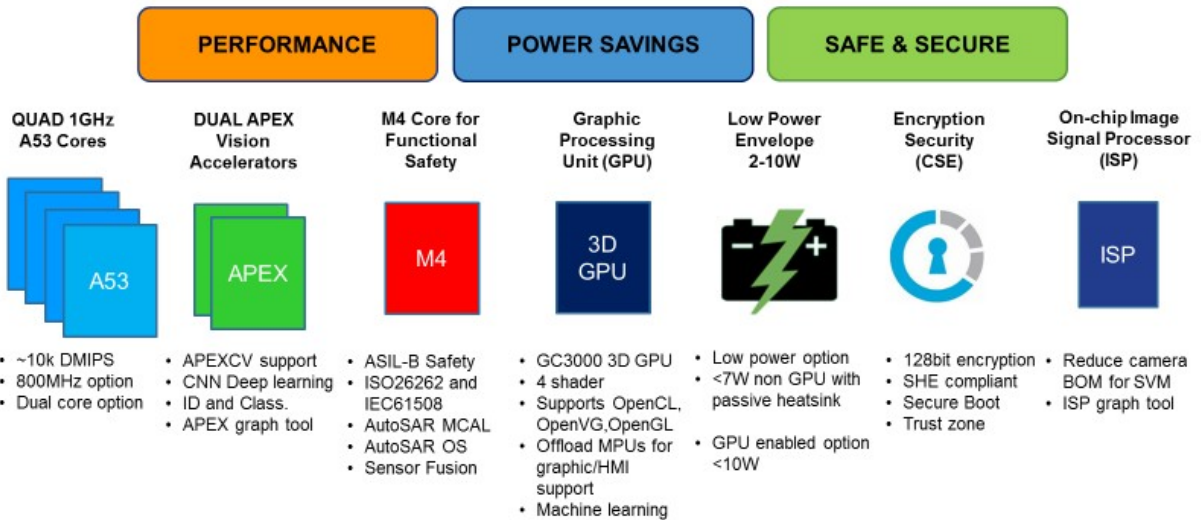 PERFORMANCE
POWER SAVINGS
SAFE & SECURE
QUAD 1GHz
A53 Cores
A53
• ~10k DMIPS
• 800MHz option
• Dual core option
DUAL APEX
Vision
Accelerators
APEX
• APEXCV support
• CNN Deep learning
• ID and Class.
• APEX graph tool
M4 Core for
Functional
Safety
M4
• ASIL-B Safety
• ISO26262 and
IEC61508
• AutoSAR MCAL
• AutoSAR OS
• Sensor Fusion
Graphic
Processing
Unit (GPU)
3D
GPU
• GC3000 3D GPU
• 4 shader
• Supports OpenCL,
OpenVG,OpenGL
• Offload MPUs for
graphic/HMI
support
• Machine learning
Low Power
Envelope
2-10W
• Low power option
• <7W non GPU with
passive heatsink
• GPU enabled option
<10W
Encryption
Security
(CSE)
• 128bit encryption
• SHE compliant
• Secure Boot
• Trust zone
On-chip Image
Signal Processor
(ISP)
ISP
• Reduce camera
BOM for SVM
• ISP graph tool